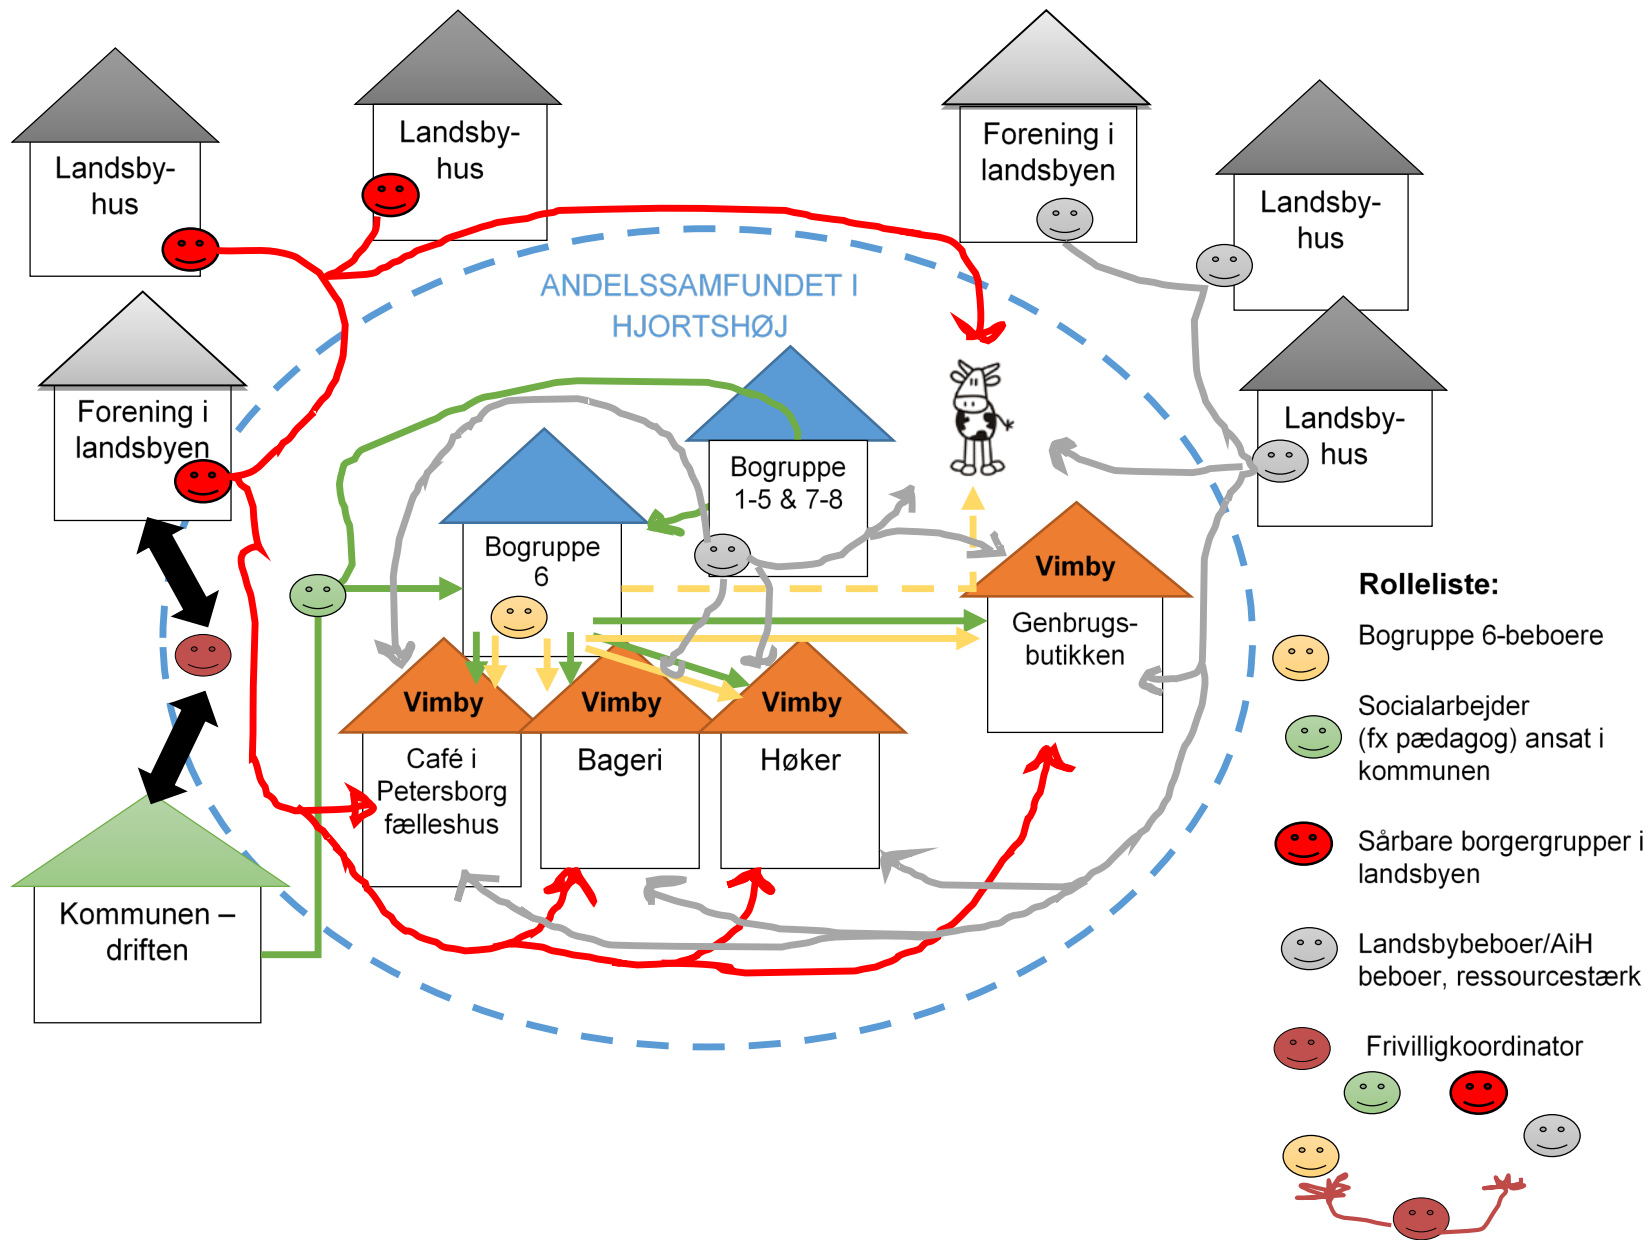 Landsby-
hus
Landsby-
hus
Forening i
landsbyen
Landsby-
hus
Landsby-
hus
Forening i
landsbyen
ANDELSSAMFUNDET I
HJORTSHØJ
Bogruppe
1-5 & 7-8
Bogruppe
6
Vimby
Genbrugs-
butikken
Vimby
Café i
Petersborg
fælleshus
Vimby
Bageri
Vimby
Høker
Kommunen –
driften
Rolleliste:
Bogruppe 6-beboere
Socialarbejder
(fx pædagog) ansat i
kommunen
Sårbare borgergrupper i
landsbyen
Landsbybeboer/AiH
beboer, ressourcestærk
Frivilligkoordinator